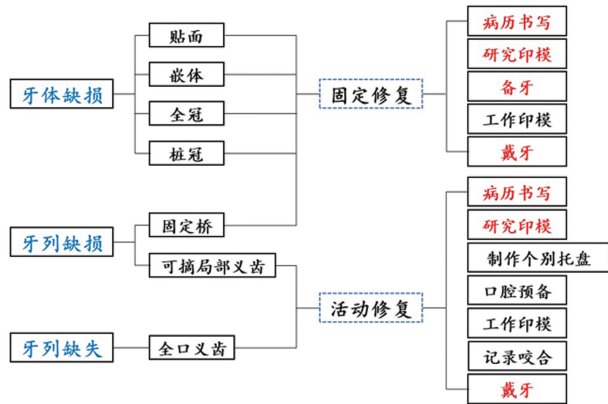 牙体缺损
贴面
嵌体
全冠
桩冠
牙列缺损
固定桥
可摘局部义齿
牙列缺失
全口义齿
固定修复
病历书写
研究印模
备牙
工作印模
戴牙
活动修复
病历书写
研究印模
制作个别托盘
口腔预备
工作印模
记录咬合
戴牙